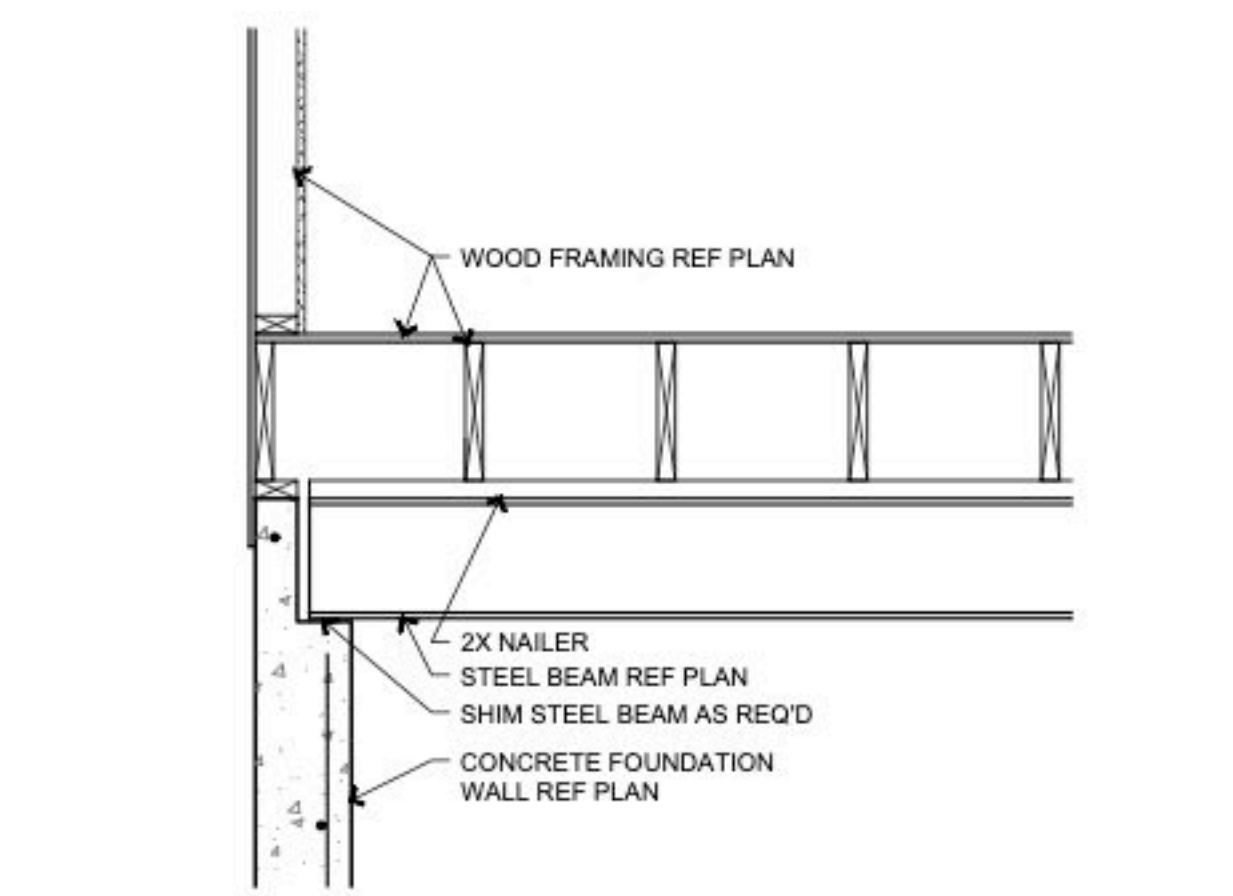 WOOD FRAMING REF PLAN
2X NAILER
STEEL BEAM REF PLAN
SHIM STEEL BEAM AS REQ'D
CONCRETE FOUNDATION
WALL REF PLAN